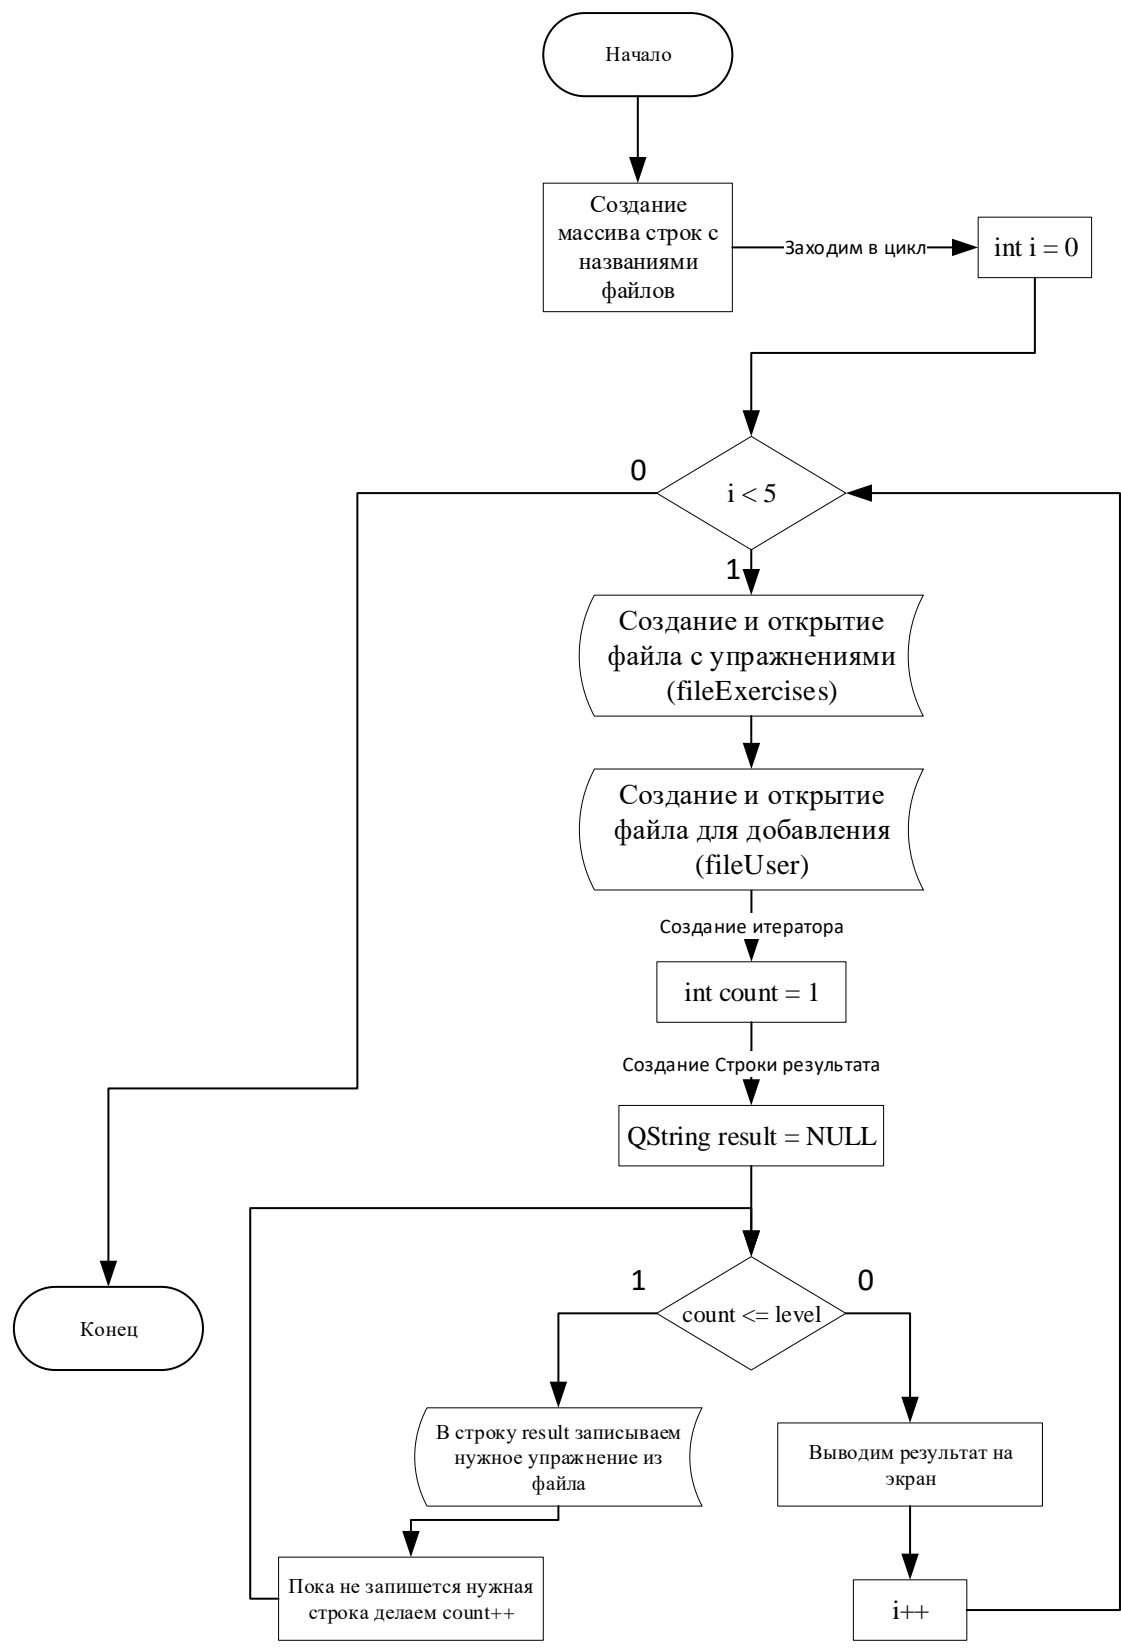 Начало
Создание
массива строк с
названиями
файлов
Заходим в цикл
int i = 0
0
i < 5
1
Создание и открытие
файла с упражнениями
(fileExercises)
Создание и открытие
файла для добавления
(fileUser)
Создание итератора
int count = 1
Создание Строки результата
QString result = NULL
1
0
count <= level
Конец
В строку result записываем
нужное упражнение из
файла
Выводим результат на
экран
Пока не запишется нужная
строка делаем count++
i++